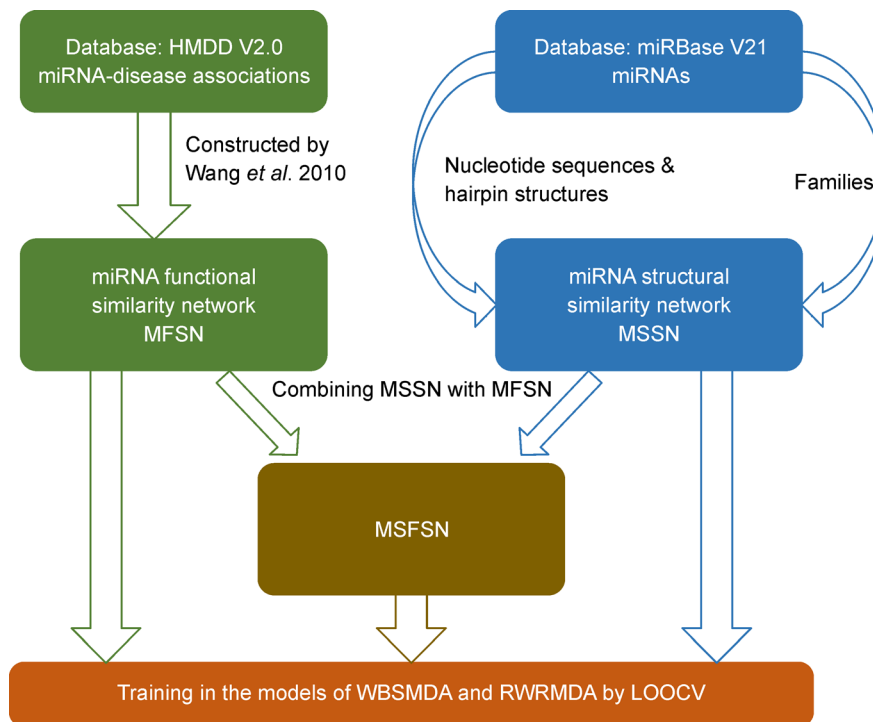 Database: HMDD V2.0
miRNA-disease associations
Database: miRBase V21
miRNAs
Constructed by
Wang et al. 2010
Nucleotide sequences &
hairpin structures
Families
miRNA functional
similarity network
MFSN
miRNA structural
similarity network
MSSN
Combining MSSN with MFSN
MSFSN
Training in the models of WBSMDA and RWRMDA by LOOCV